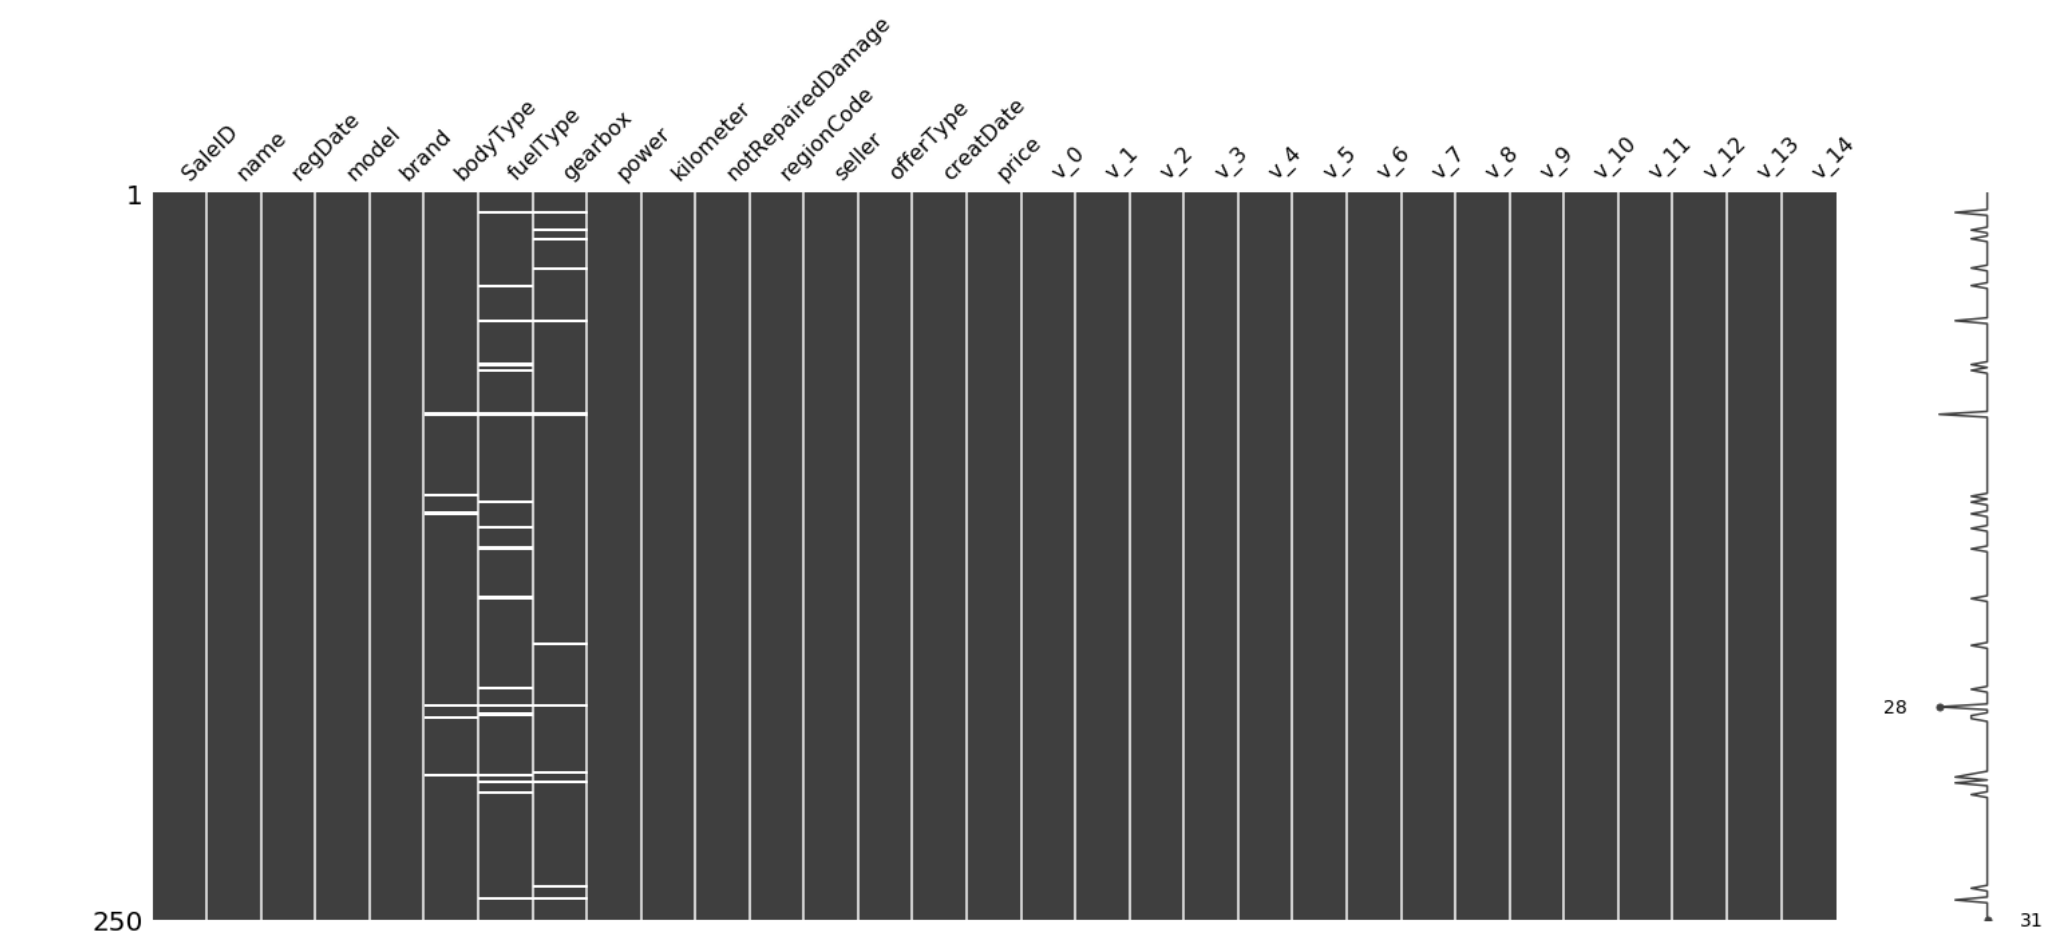 SaleID
name
regDate
model
brand
bodyType
fuelType
gearbox
power
kilometer
notRepairedDamage
regionCode
seller
offerType
creatDate
price
v_0
v_1
v_2
v_3
v_4
v_5
v_6
v_7
v_8
v_9
v_10
v_11
v_12
v_13
v_14
1
28
250
31